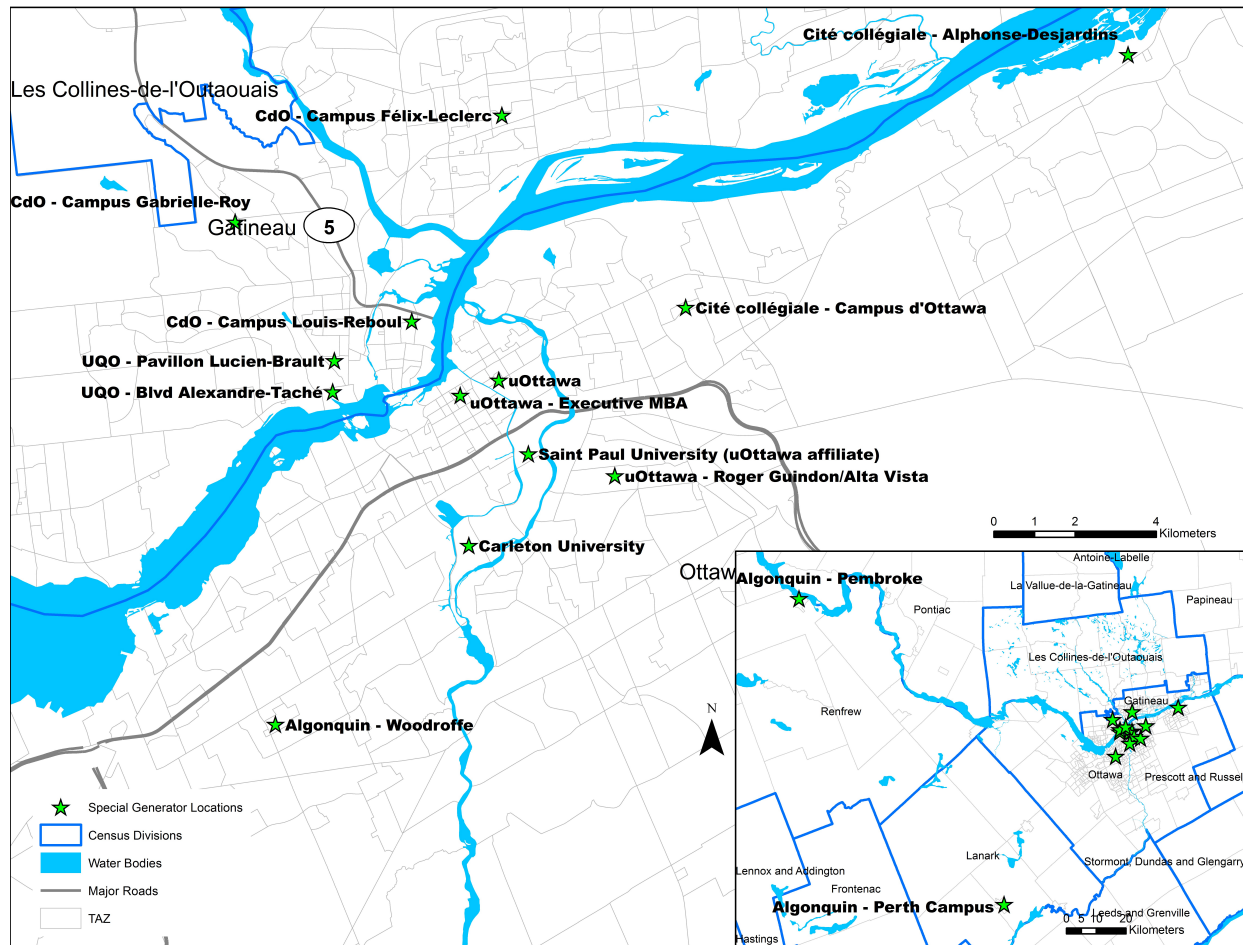 Cité collégiale - Alphonse-Desjardins
Les Collines-de-l'Outaouais
CdO - Campus Félix-Leclerc
CdO - Campus Gabrielle-Roy
Gatineau
5
Cité collégiale - Campus d'Ottawa
CdO - Campus Louis-Reboul
UQO - Pavillon Lucien-Brault
uOttawa
UQO - Blvd Alexandre-Taché
uOttawa - Executive MBA
Saint Paul University (uOttawa affiliate)
uOttawa - Roger Guindon/Alta Vista
0 1 2 4
Kilometers
Carleton University
Ottaw
Algonquin - Woodroffe
N
Special Generator Locations
Census Divisions
Water Bodies
Major Roads
TAZ
Antoine-Labelle
Algonquin - Pembroke
La Vallue-de-la-Gatineau
Papineau
Pontiac
Les Collines-de-l'Outaouais
Gatineau
Renfrew
Ottawa
Prescott and Russel
Lanark
Stormont, Dundas and Glengarry
Lennox and Addington
Frontenac
Algonquin - Perth Campus
Leeds and Grenville
0 5 10 20
Kilometers
Hastings